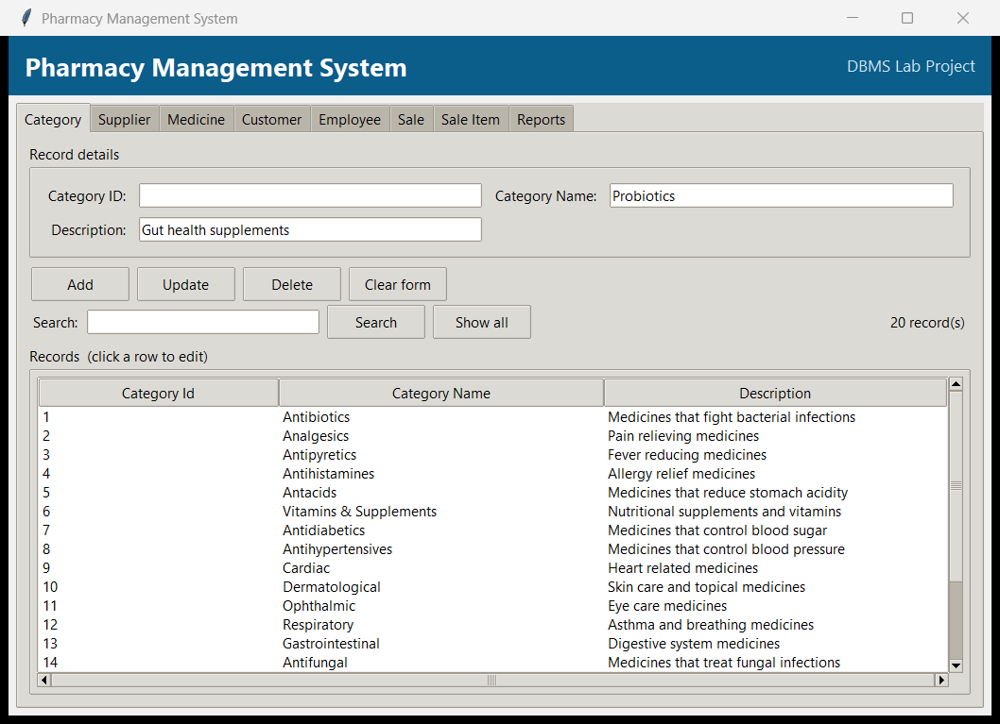 Pharmacy Management System
Pharmacy Management System
DBMS Lab Project
Category Supplier Medicine Customer Employee Sale Sale Item Reports
Record details
Category ID: Category Name: Probiotics
Description: Gut health supplements
Add Update Delete Clear form
Search: Search Show all 20 record(s)
Records (click a row to edit)
Category Id Category Name Description
1 Antibiotics Medicines that fight bacterial infections
2 Analgesics Pain relieving medicines
3 Antipyretics Fever reducing medicines
4 Antihistamines Allergy relief medicines
5 Antacids Medicines that reduce stomach acidity
6 Vitamins & Supplements Nutritional supplements and vitamins
7 Antidiabetics Medicines that control blood sugar
8 Antihypertensives Medicines that control blood pressure
9 Cardiac Heart related medicines
10 Dermatological Skin care and topical medicines
11 Ophthalmic Eye care medicines
12 Respiratory Asthma and breathing medicines
13 Gastrointestinal Digestive system medicines
14 Antifungal Medicines that treat fungal infections